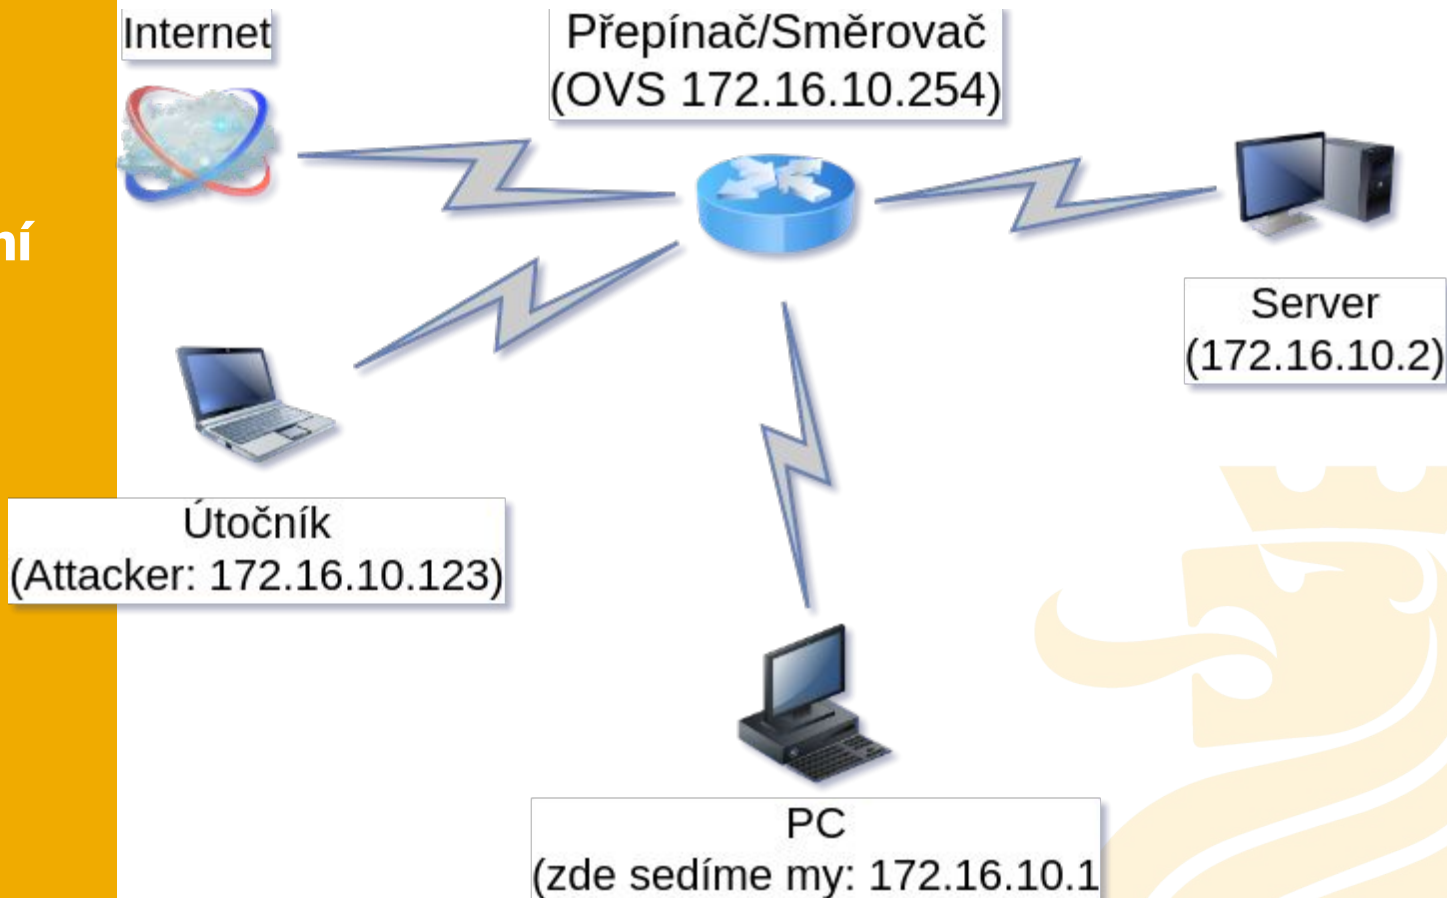 Internet
Přepínač/Směrovač
(OVS 172.16.10.254)
ní
Server
(172.16.10.2)
Útočník
(Attacker: 172.16.10.123)
PC
(zde sedíme my: 172.16.10.1